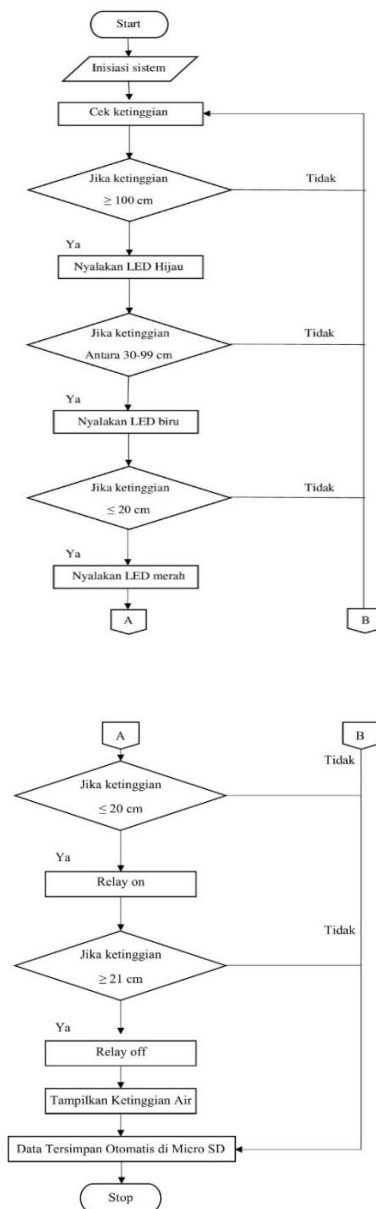 Start
Inisiasi sistem
Cek ketinggian
Jika ketinggian
≥ 100 cm
Tidak
Ya
Nyalakan LED Hijau
Jika ketinggian
Antara 30-99 cm
Tidak
Ya
Nyalakan LED biru
Jika ketinggian
≤ 20 cm
Tidak
Ya
Nyalakan LED merah
A
B
A
B
Tidak
Jika ketinggian
≤ 20 cm
Ya
Relay on
Tidak
Jika ketinggian
≥ 21 cm
Ya
Relay off
Tampilkan Ketinggian Air
Data Tersimpan Otomatis di Micro SD
Stop